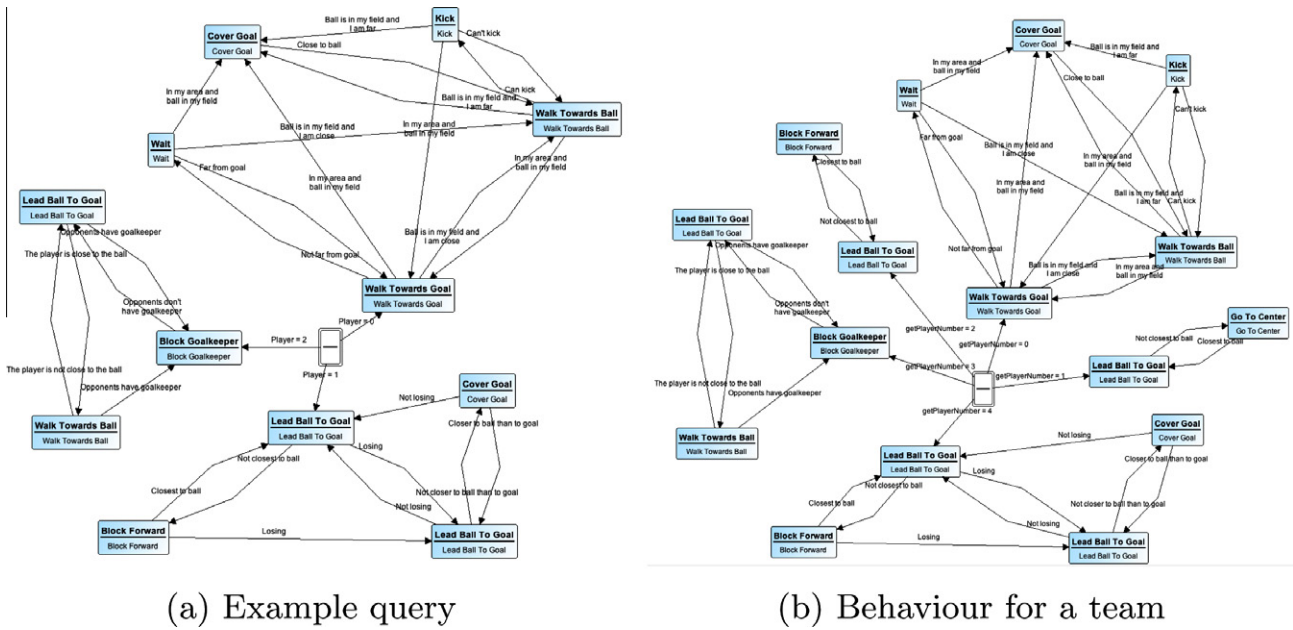 Kick
Kick
Ball is in my field and
I am far
Can't kick
Cover Goal
Cover Goal
Close to ball
Can kick
In my area and
ball in my field
Ball is in my field and
I am far
Walk Towards Ball
Walk Towards Ball
Ball is in my field and
I am close
In my area and
ball in my field
Wait
Wait
Far from goal
In my area and
ball in my field
In my area and
ball in my field
Lead Ball To Goal
Lead Ball To Goal
Opponents have goalkeeper
The player is close to the ball
Ball is in my field and
I am close
Not far from goal
Walk Towards Goal
Walk Towards Goal
Opponents don't
have goalkeeper
Player = 0
Block Goalkeeper
Block Goalkeeper
Player = 2
Player = 1
The player is not close to the ball
Opponents have goalkeeper
Walk Towards Ball
Walk Towards Ball
Cover Goal
Cover Goal
Not losing
Lead Ball To Goal
Lead Ball To Goal
Closer to ball than to goal
Losing
Not closest to ball
Closest to ball
Not closer to ball than to goal
Not losing
Block Forward
Block Forward
Losing
Lead Ball To Goal
Lead Ball To Goal
(a) Example query
Cover Goal
Cover Goal
Ball is in my field and
I am far
Kick
Kick
In my area and
ball in my field
Close to ball
Wait
Wait
Can't kick
Block Forward
Block Forward
Far from goal
Ball is in my field and
I am close
Closest to ball
In my area and
ball in my field
Ball is in my field and
I am far
Can kick
Lead Ball To Goal
Lead Ball To Goal
Not closest to ball
Opponents have goalkeeper
Lead Ball To Goal
Lead Ball To Goal
Not far from goal
Walk Towards Ball
Walk Towards Ball
The player is close to the ball
Ball is in my field and
I am close
In my area and
ball in my field
Walk Towards Goal
Walk Towards Goal
Opponents don't
have goalkeeper
Go To Center
Go To Center
getPlayerNumber = 2
getPlayerNumber = 0
Block Goalkeeper
Block Goalkeeper
Not closest to ball
Closest to ball
getPlayerNumber = 3
getPlayerNumber = 1
Lead Ball To Goal
Lead Ball To Goal
The player is not close to the ball
Opponents have goalkeeper
getPlayerNumber = 4
Walk Towards Ball
Walk Towards Ball
Cover Goal
Cover Goal
Not losing
Lead Ball To Goal
Lead Ball To Goal
Closer to ball than to goal
Losing
Not closest to ball
Closest to ball
Not closer to ball than to goal
Not losing
Block Forward
Block Forward
Losing
Lead Ball To Goal
Lead Ball To Goal
(b) Behaviour for a team